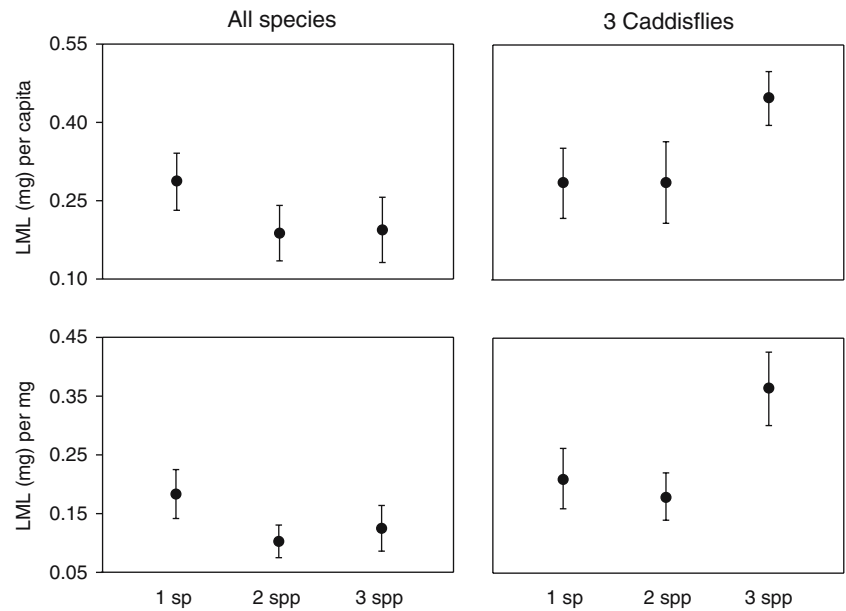 All species
3 Caddisflies
LML (mg) per capita
0.55
0.40
0.25
0.10
LML (mg) per mg
0.45
0.35
0.25
0.15
0.05
1 sp 2 spp 3 spp
1 sp 2 spp 3 spp